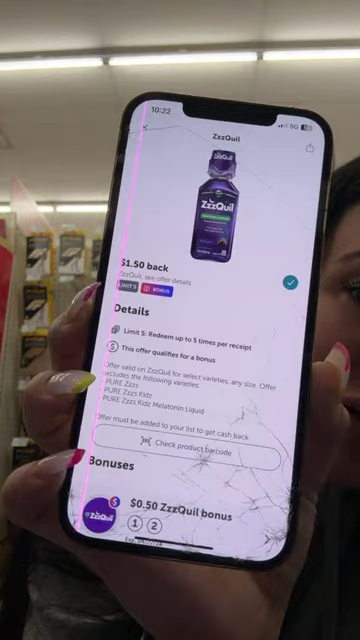 10:22
5G
ZzzQuil
ZzzQuil
ZzzQuil
$1.50 back
ZzzQuil, see offer details
LIMIT 5
BONUS
Details
Limit 5: Redeem up to 5 times per receipt
This offer qualifies for a bonus
Offer valid on ZzzQuil for select varieties, any size. Offer
excludes the following varieties:
- PURE Zzzs
- PURE Zzzs Kidz
- PURE Zzzs Kidz Melatonin Liquid
Offer must be added to your list to get cash back
Check product barcode
Bonuses
ZzzQuil
$0.50 ZzzQuil bonus
1 2